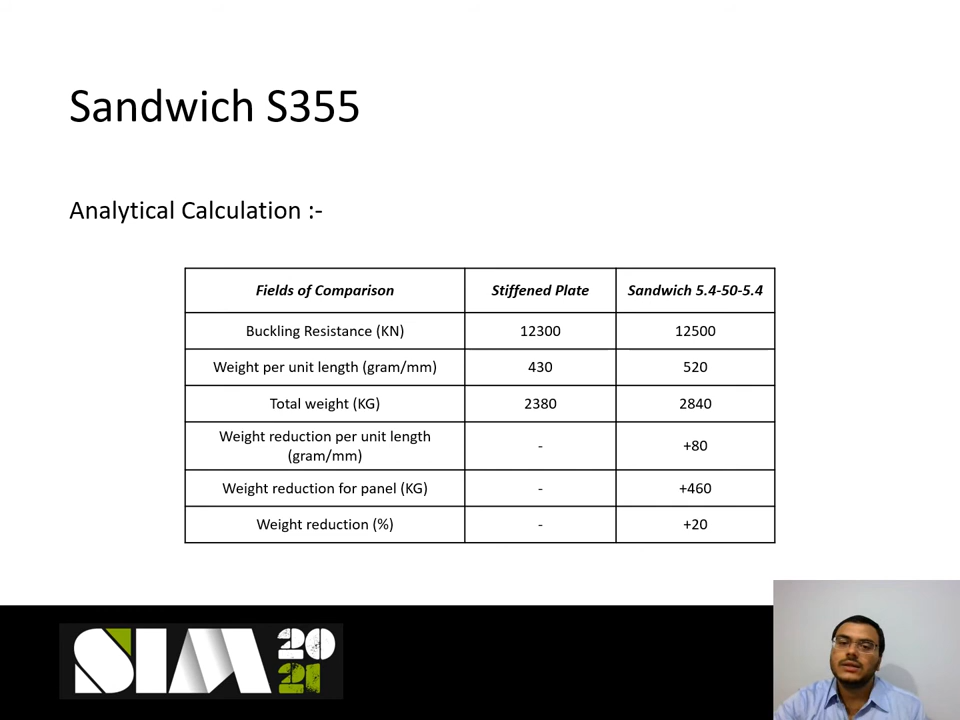 Sandwich S355
Analytical Calculation :-
Fields of Comparison Stiffened Plate Sandwich 5.4-50-5.4
Buckling Resistance (KN) 12300 12500
Weight per unit length (gram/mm) 430 520
Total weight (KG) 2380 2840
Weight reduction per unit length
(gram/mm) - +80
Weight reduction for panel (KG) - +460
Weight reduction (%) - +20
SIM 20
21